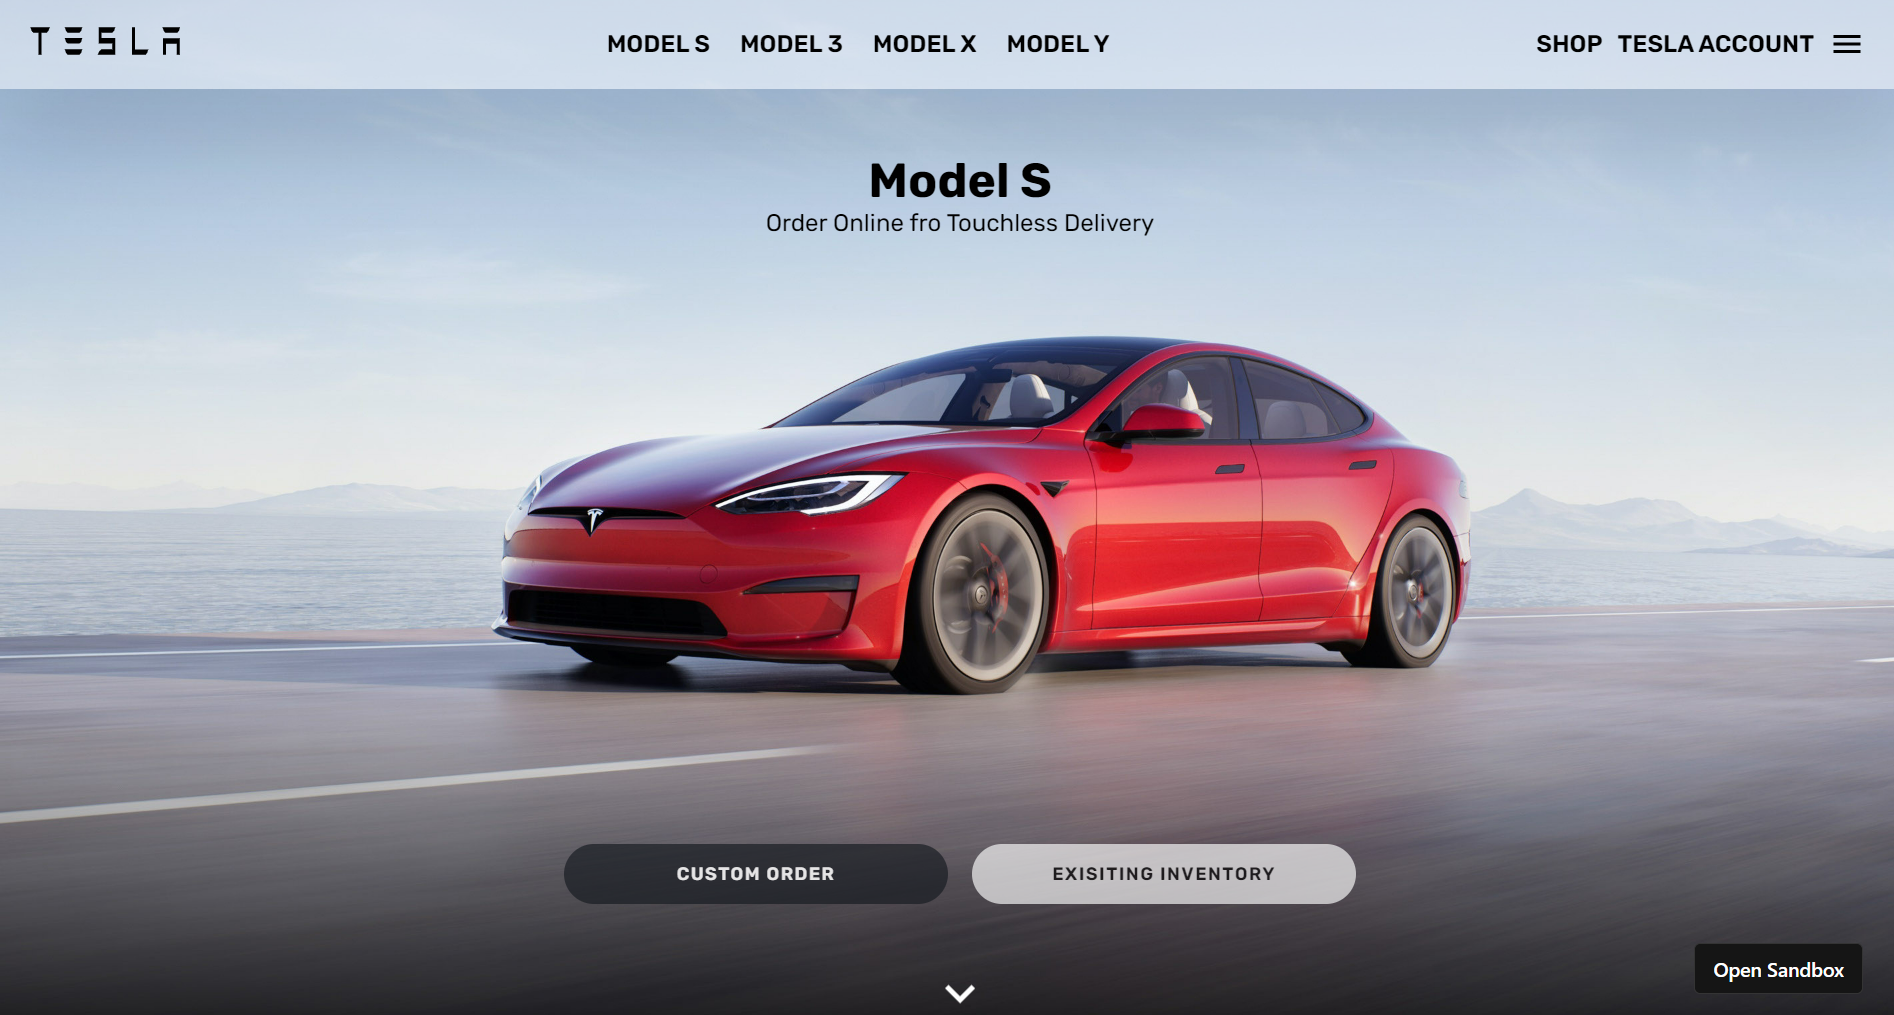 TESLA
MODEL S MODEL 3 MODEL X MODEL Y
SHOP TESLA ACCOUNT
Model S
Order Online fro Touchless Delivery
CUSTOM ORDER
EXISITING INVENTORY
Open Sandbox